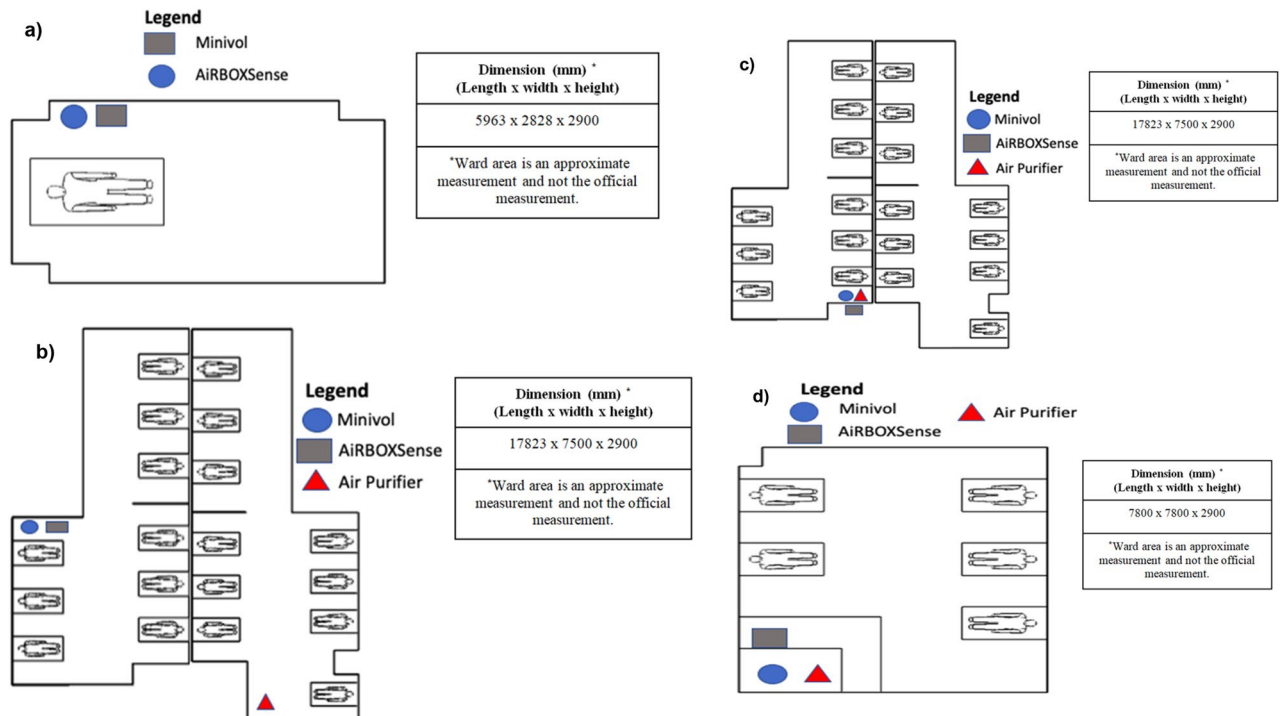 a)
Legend
Minivol
AiRBOXSense
Dimension (mm) *
(Length x width x height)
5963 x 2828 x 2900
*Ward area is an approximate
measurement and not the official
measurement.
b)
Legend
Minivol
AiRBOXSense
Air Purifier
Dimension (mm) *
(Length x width x height)
17823 x 7500 x 2900
*Ward area is an approximate
measurement and not the official
measurement.
c)
Legend
Minivol
AiRBOXSense
Air Purifier
Dimension (mm) *
(Length x width x height)
17823 x 7500 x 2900
*Ward area is an approximate
measurement and not the official
measurement.
d)
Legend
Minivol
Air Purifier
AiRBOXSense
Dimension (mm) *
(Length x width x height)
7800 x 7800 x 2900
*Ward area is an approximate
measurement and not the official
measurement.